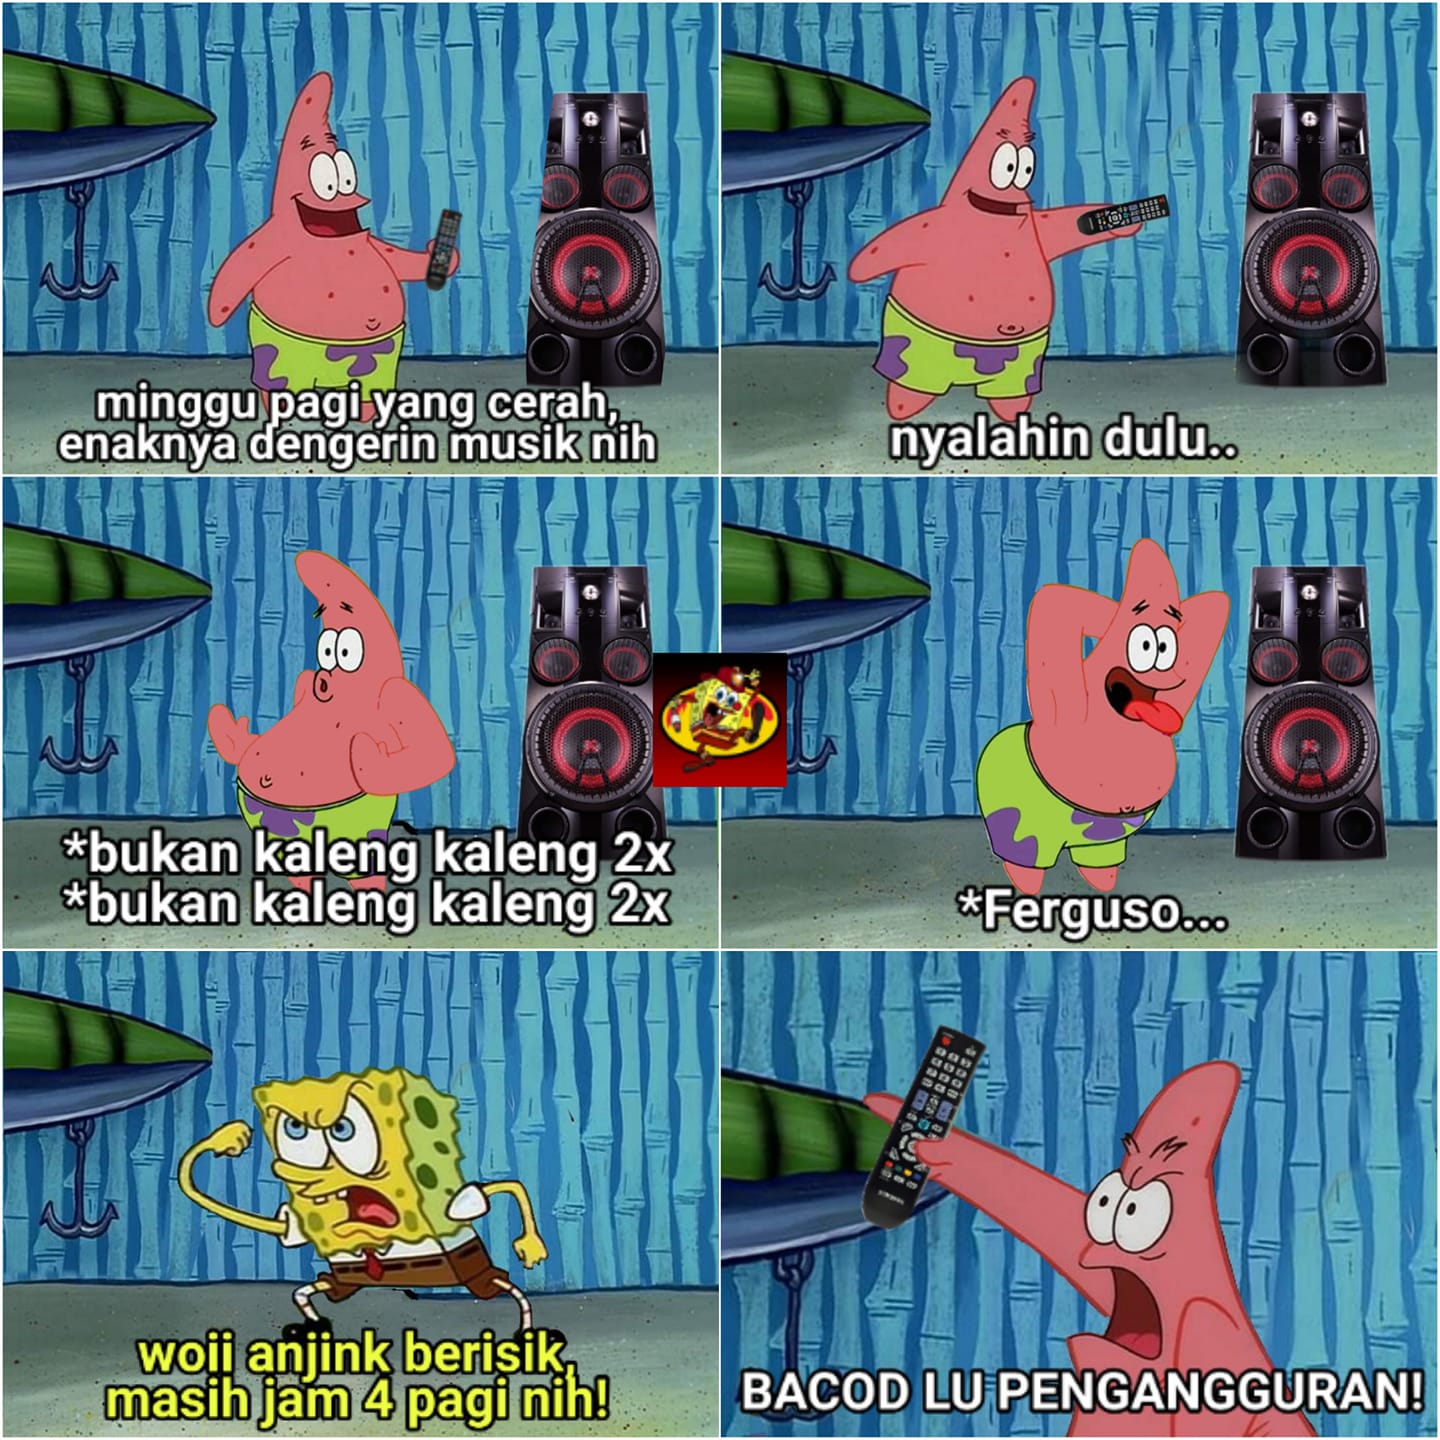 minggu pagi yang cerah,
enaknya dengerin musik nih
nyalahin dulu..
*bukan kaleng kaleng 2x
*bukan kaleng kaleng 2x
*Ferguso...
woii anjink berisik,
masih jam 4 pagi nih!
BACOD LU PENGANGGURAN!